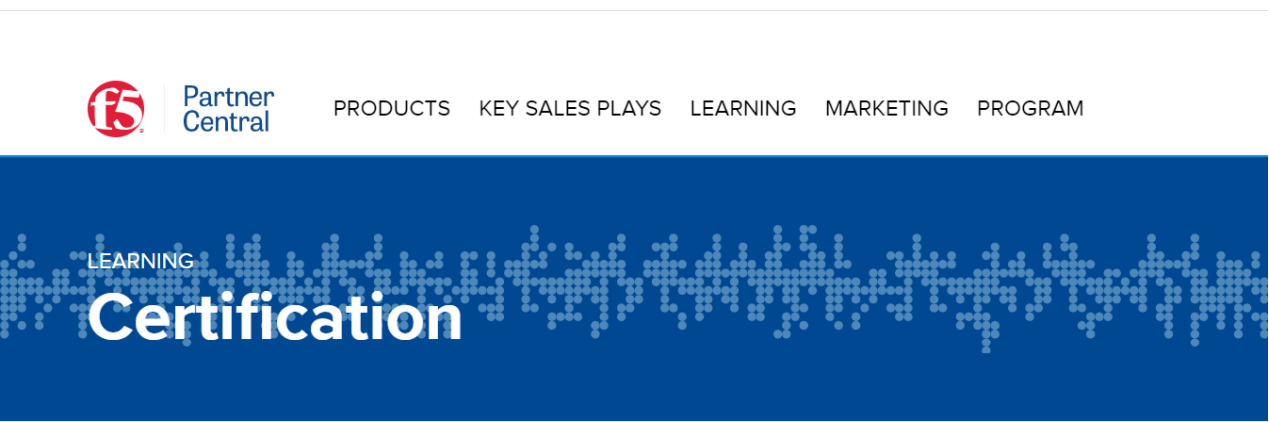 f5
Partner
Central
PRODUCTS KEY SALES PLAYS LEARNING MARKETING PROGRAM
LEARNING
Certification